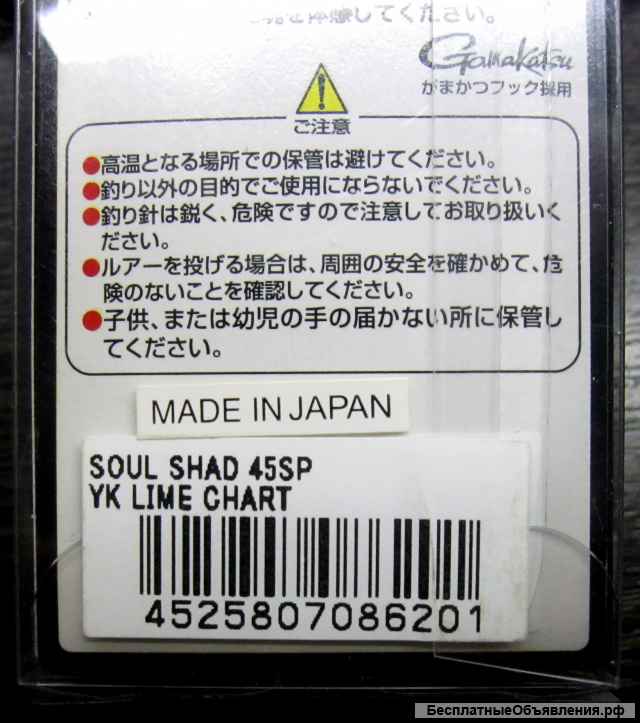 てください。
Gamakatsu
がまかつフック採用
ご注意
●高温となる場所での保管は避けてください。
●釣り以外の目的でご使用にならないでください。
●釣り針は鋭く、危険ですので注意してお取り扱いく
ださい。
●ルアーを投げる場合は、周囲の安全を確かめて、危
険のないことを確認してください。
●子供、または幼児の手の届かない所に保管し
てください。
MADE IN JAPAN
SOUL SHAD 45SP
YK LIME CHART
4525807086201
БесплатныеОбъявления.рф